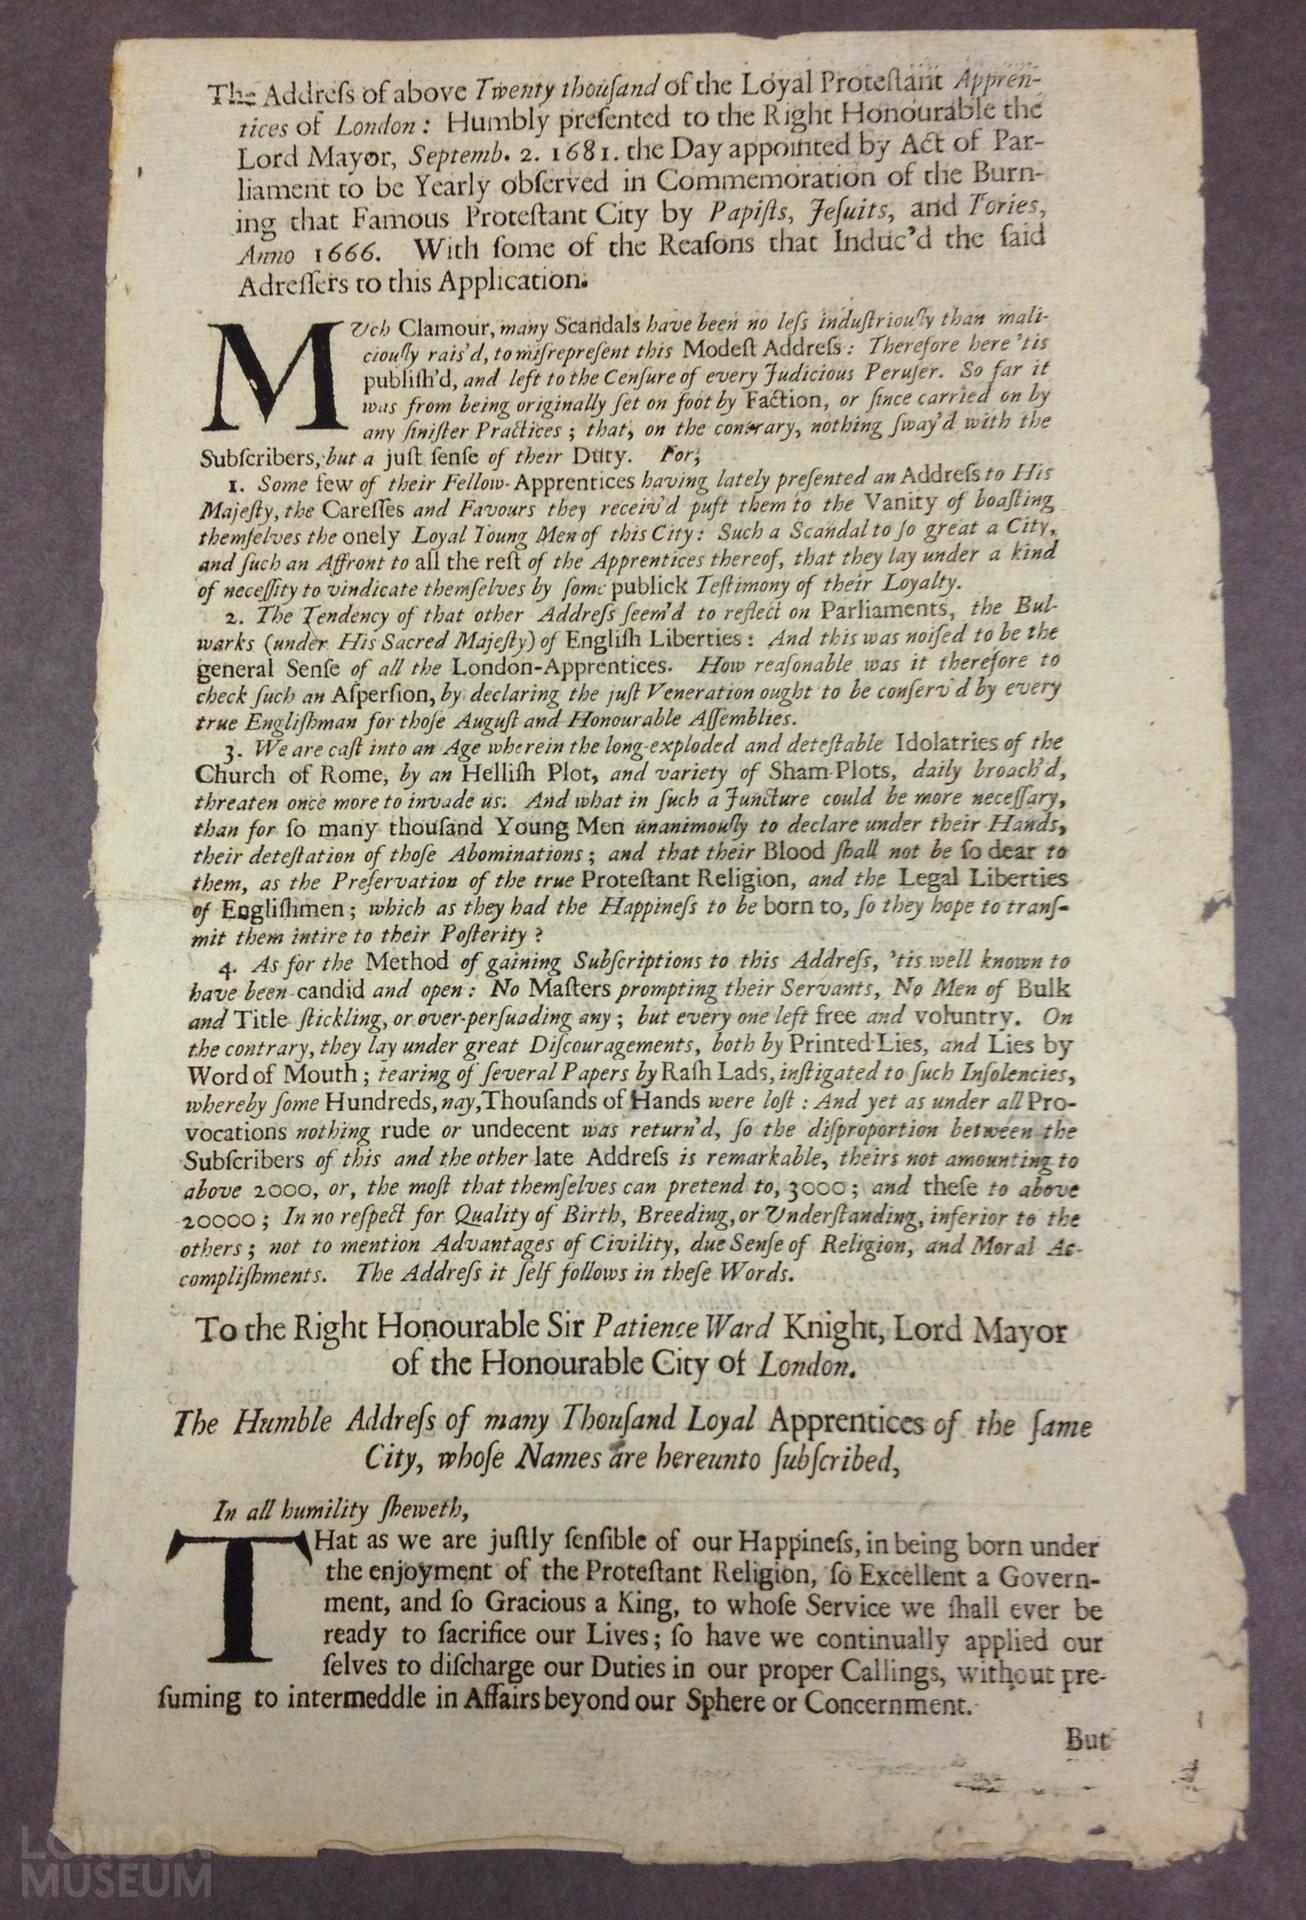 The Addreſs of above Twenty thouſand of the Loyal Proteſtant Appren-
tices of London: Humbly preſented to the Right Honourable the
Lord Mayor, Septemb. 2. 1681. the Day appointed by Act of Par-
liament to be Yearly obſerved in Commemoration of the Burn-
ing that Famous Proteſtant City by Papiſts, Jeſuits, and Tories,
Anno 1666. With ſome of the Reaſons that Induc'd the ſaid
Adreſſers to this Application.
MUch Clamour, many Scandals have been no leſs induſtriouſly than mali-
ciouſly rais'd, to miſrepreſent this Modeſt Addreſs: Therefore here 'tis
publiſh'd, and left to the Cenſure of every Judicious Peruſer. So far it
was from being originally ſet on foot by Faction, or ſince carried on by
any ſiniſter Practices; that, on the contrary, nothing ſway'd with the
Subſcribers, but a juſt ſenſe of their Duty. For;
1. Some few of their Fellow-Apprentices having lately preſented an Addreſs to His
Majeſty, the Careſſes and Favours they receiv'd puft them to the Vanity of boaſting
themſelves the onely Loyal Young Men of this City: Such a Scandal to ſo great a City,
and ſuch an Affront to all the reſt of the Apprentices thereof, that they lay under a kind
of neceſſity to vindicate themſelves by ſome publick Teſtimony of their Loyalty.
2. The Tendency of that other Addreſs ſeem'd to reflect on Parliaments, the Bul-
warks (under His Sacred Majeſty) of Engliſh Liberties: And this was noiſed to be the
general Senſe of all the London-Apprentices. How reaſonable was it therefore to
check ſuch an Aſperſion, by declaring the juſt Veneration ought to be conſerv'd by every
true Engliſhman for thoſe Auguſt and Honourable Aſſemblies.
3. We are caſt into an Age wherein the long-exploded and deteſtable Idolatries of the
Church of Rome, by an Helliſh Plot, and variety of Sham-Plots, daily broach'd,
threaten once more to invade us. And what in ſuch a Juncture could be more neceſſary,
than for ſo many thouſand Young Men unanimouſly to declare under their Hands,
their deteſtation of thoſe Abominations; and that their Blood ſhall not be ſo dear to
them, as the Preſervation of the true Proteſtant Religion, and the Legal Liberties
of Engliſhmen; which as they had the Happineſs to be born to, ſo they hope to tranſ-
mit them intire to their Poſterity?
4. As for the Method of gaining Subſcriptions to this Addreſs, 'tis well known to
have been candid and open: No Maſters prompting their Servants, No Men of Bulk
and Title ſtickling, or over-perſuading any; but every one left free and voluntry. On
the contrary, they lay under great Diſcouragements, both by Printed Lies, and Lies by
Word of Mouth; tearing of ſeveral Papers by Raſh Lads, inſtigated to ſuch Inſolencies,
whereby ſome Hundreds, nay, Thouſands of Hands were loſt: And yet as under all Pro-
vocations nothing rude or undecent was return'd, ſo the diſproportion between the
Subſcribers of this and the other late Addreſs is remarkable, theirs not amounting to
above 2000, or, the moſt that themſelves can pretend to, 3000; and theſe to above
20000; In no reſpect for Quality of Birth, Breeding, or Underſtanding, inferior to the
others; not to mention Advantages of Civility, due Senſe of Religion, and Moral Ac-
compliſhments. The Addreſs it ſelf follows in theſe Words.
To the Right Honourable Sir Patience Ward Knight, Lord Mayor
of the Honourable City of London.
The Humble Addreſs of many Thouſand Loyal Apprentices of the ſame
City, whoſe Names are hereunto ſubſcribed,
In all humility ſheweth,
THat as we are juſtly ſenſible of our Happineſs, in being born under
the enjoyment of the Proteſtant Religion, ſo Excellent a Govern-
ment, and ſo Gracious a King, to whoſe Service we ſhall ever be
ready to ſacrifice our Lives; ſo have we continually applied our
ſelves to diſcharge our Duties in our proper Callings, without pre-
ſuming to intermeddle in Affairs beyond our Sphere or Concernment.
But
LONDON
MUSEUM